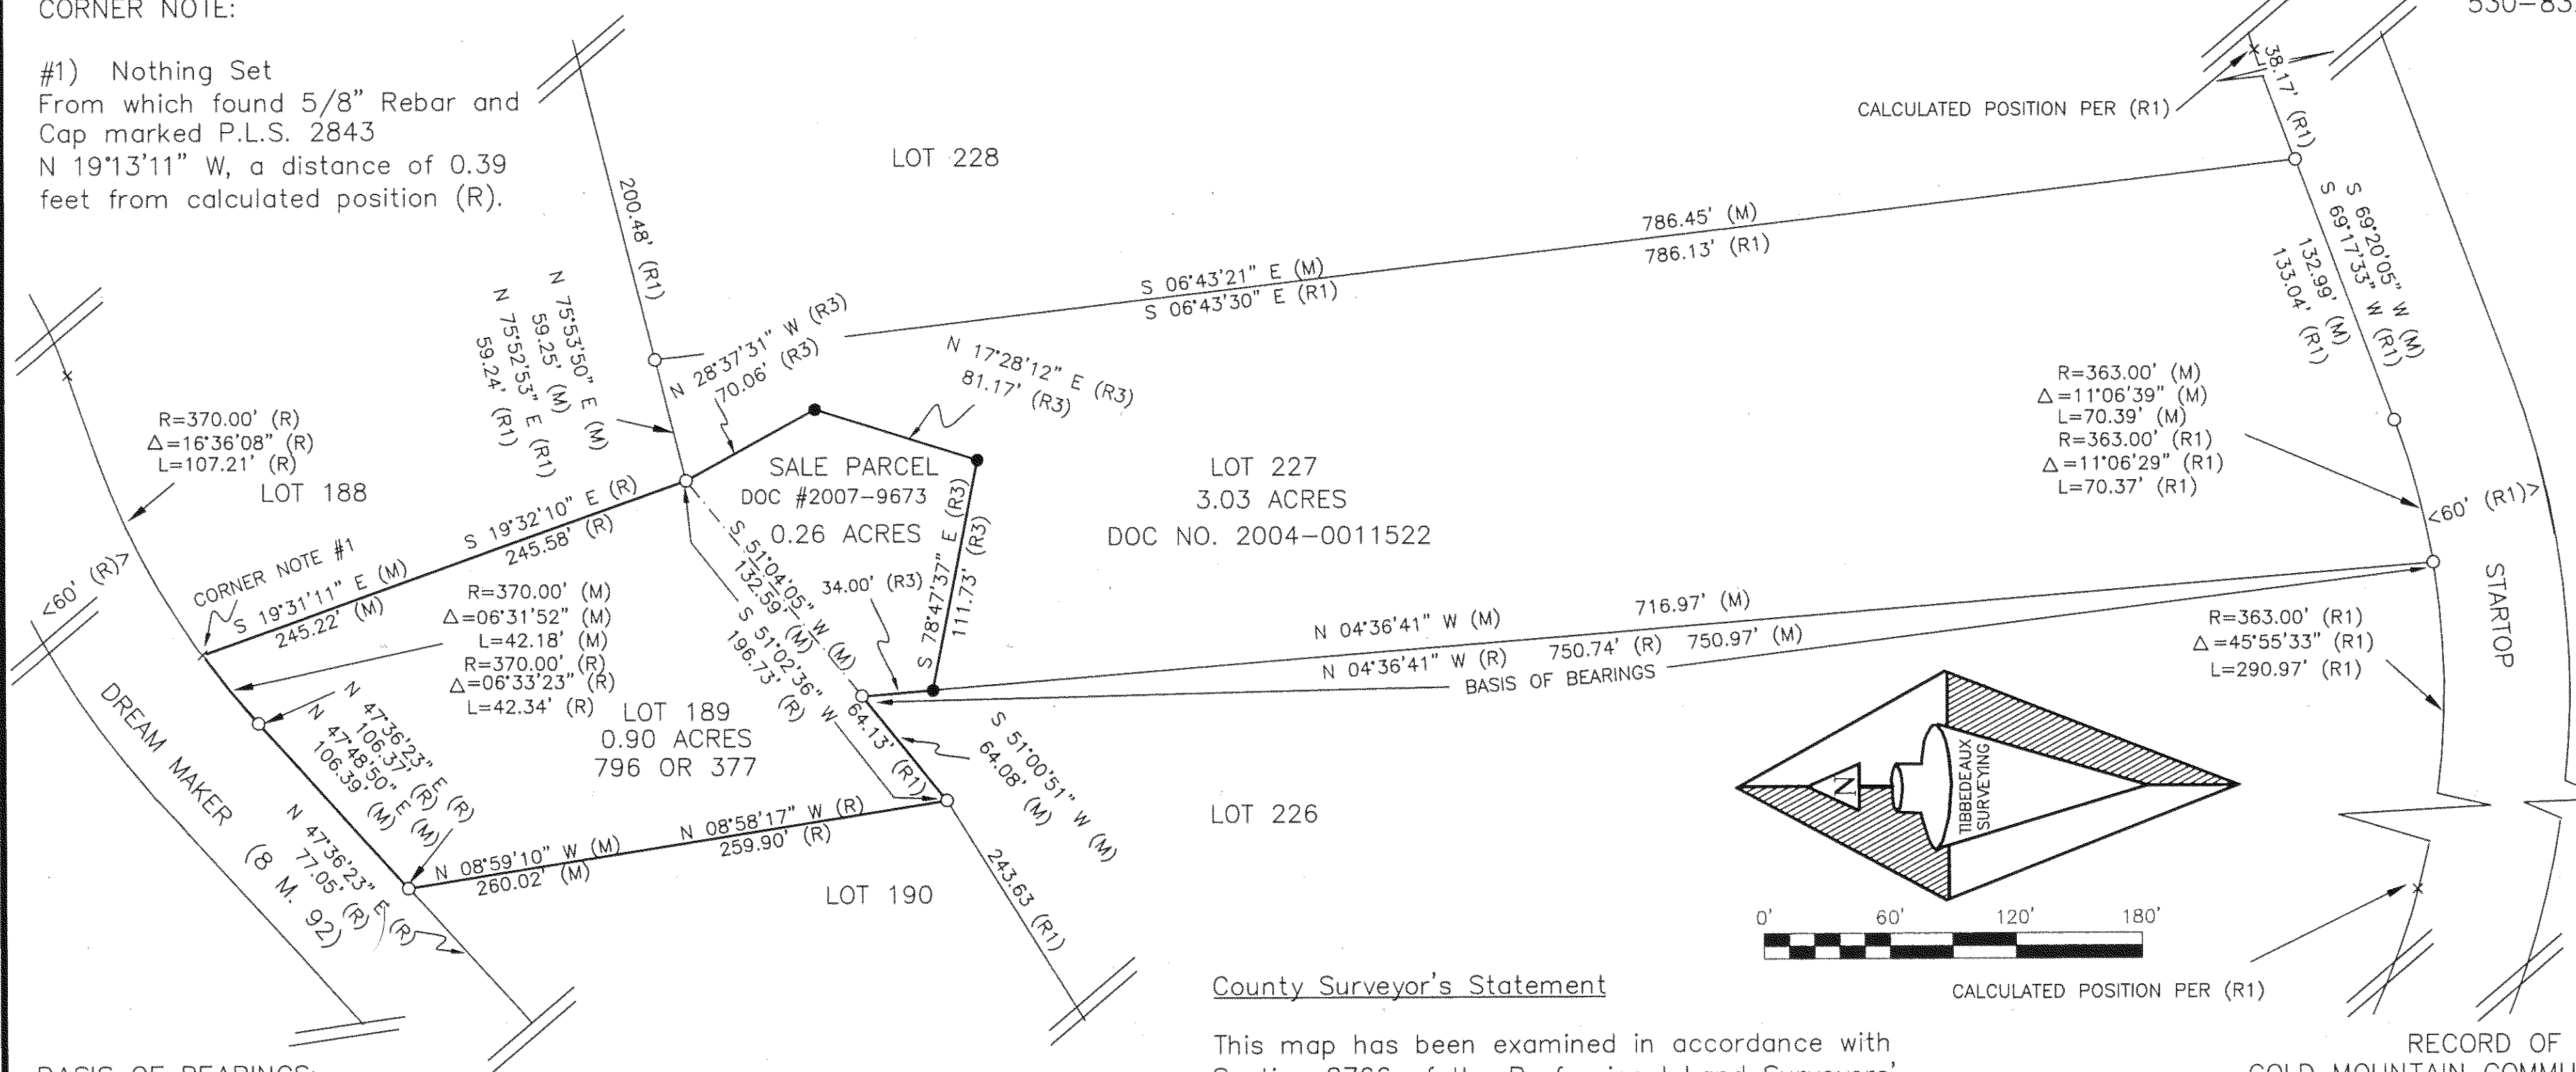 CORNER NOTE:
#1) Nothing Set
From which found 5/8" Rebar and
Cap marked P.L.S. 2843
N 19°13'11" W, a distance of 0.39
feet from calculated position (R).
200.48' (R1)
LOT 228
CALCULATED POSITION PER (R1)
38.17' (R1)
786.45' (M)
786.13' (R1)
S 06°43'21" E (M)
S 06°43'30" E (R1)
S 69°20'05" W (M)
S 69°17'33" W (R1)
132.99' (M)
133.04' (R1)
N 75°53'50" E (M)
59.25' (M)
N 75°52'53" E (R1)
59.24' (R1)
N 28°37'31" W (R3)
70.06' (R3)
N 17°28'12" E (R3)
81.17' (R3)
R=363.00' (M)
Δ=11°06'39" (M)
L=70.39' (M)
R=363.00' (R1)
Δ=11°06'29" (R1)
L=70.37' (R1)
<60' (R1)>
R=370.00' (R)
Δ=16°36'08" (R)
L=107.21' (R)
LOT 188
S 19°32'10" E (R)
245.58' (R)
SALE PARCEL
DOC #2007-9673
0.26 ACRES
LOT 227
3.03 ACRES
DOC NO. 2004-0011522
S 78°47'37" E (R3)
111.73' (R3)
<60' (R)>
CORNER NOTE #1
S 19°31'11" E (M)
245.22' (M)
R=370.00' (M)
Δ=06°31'52" (M)
L=42.18' (M)
R=370.00' (R)
Δ=06°33'23" (R)
L=42.34' (R)
S 51°04'05" W (M)
132.59' (M)
S 51°02'36" W
196.73' (R)
34.00' (R3)
N 04°36'41" W (M)
716.97' (M)
N 04°36'41" W (R)
750.74' (R)
750.97' (M)
BASIS OF BEARINGS
STARTOP
R=363.00' (R1)
Δ=45°55'33" (R1)
L=290.97' (R1)
DREAM MAKER (8 M. 92)
N 47°36'23" E (R)
106.37' (R)
N 47°48'50" E (M)
106.39' (M)
LOT 189
0.90 ACRES
796 OR 377
64.13' (R1)
S 51°00'51" W (M)
64.08' (M)
LOT 226
N
TIBBEDEAUX
SURVEYING
N 47°36'23" E (R)
77.05' (R)
N 08°59'10" W (M)
260.02' (M)
N 08°58'17" W (R)
259.90' (R)
LOT 190
243.63 (R1)
0' 60' 120' 180'
County Surveyor's Statement
CALCULATED POSITION PER (R1)
This map has been examined in accordance with
RECORD OF
BASIS OF BEARINGS: